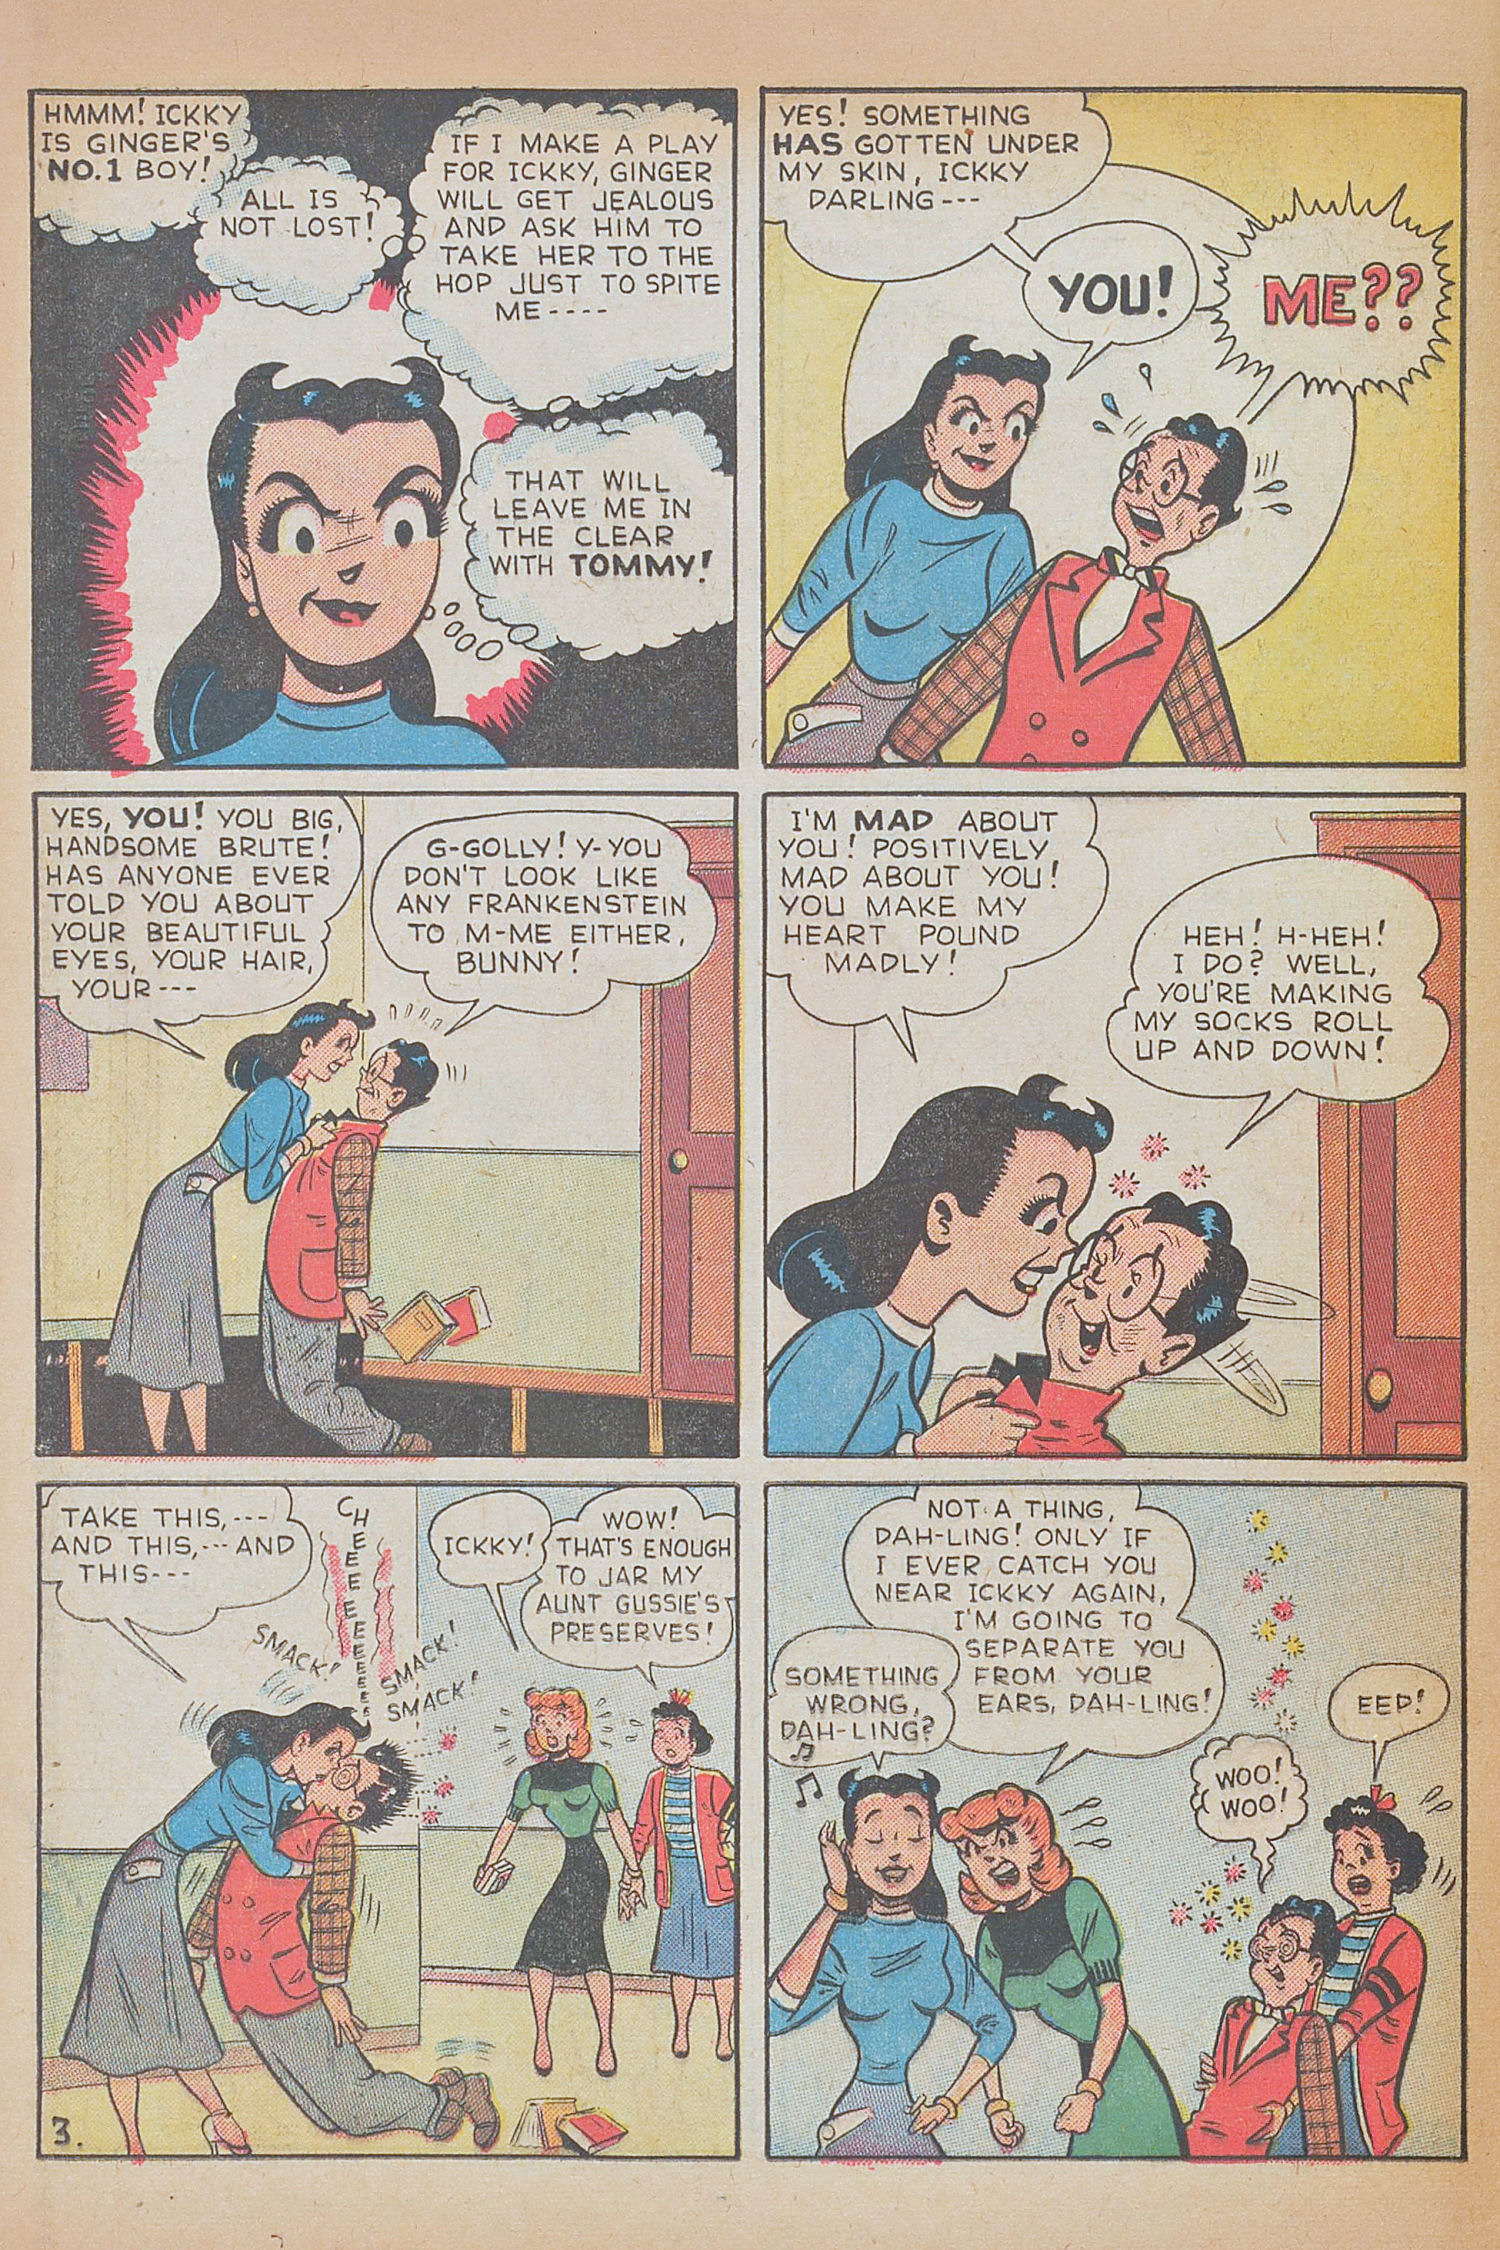 HMMM! ICKKY
IS GINGER'S
NO.1 BOY!
ALL IS
NOT LOST!
IF I MAKE A PLAY
FOR ICKKY, GINGER
WILL GET JEALOUS
AND ASK HIM TO
TAKE HER TO THE
HOP JUST TO SPITE
ME----
THAT WILL
LEAVE ME IN
THE CLEAR
WITH TOMMY!
YES! SOMETHING
HAS GOTTEN UNDER
MY SKIN, ICKKY
DARLING---
YOU!
ME??
YES, YOU! YOU BIG,
HANDSOME BRUTE!
HAS ANYONE EVER
TOLD YOU ABOUT
YOUR BEAUTIFUL
EYES, YOUR HAIR,
YOUR---
G-GOLLY! Y-YOU
DON'T LOOK LIKE
ANY FRANKENSTEIN
TO M-ME EITHER,
BUNNY!
I'M MAD ABOUT
YOU! POSITIVELY
MAD ABOUT YOU!
YOU MAKE MY
HEART POUND
MADLY!
HEH! H-HEH!
I DO? WELL,
YOU'RE MAKING
MY SOCKS ROLL
UP AND DOWN!
TAKE THIS,---
AND THIS,---AND
THIS---
CHEEEEEEEEEE
SMACK!
SMACK!
SMACK!
ICKKY!
WOW!
THAT'S ENOUGH
TO JAR MY
AUNT GUSSIE'S
PRESERVES!
3.
SOMETHING
WRONG,
DAH-LING?
NOT A THING,
DAH-LING! ONLY IF
I EVER CATCH YOU
NEAR ICKKY AGAIN,
I'M GOING TO
SEPARATE YOU
FROM YOUR
EARS, DAH-LING!
WOO!
WOO!
EEP!